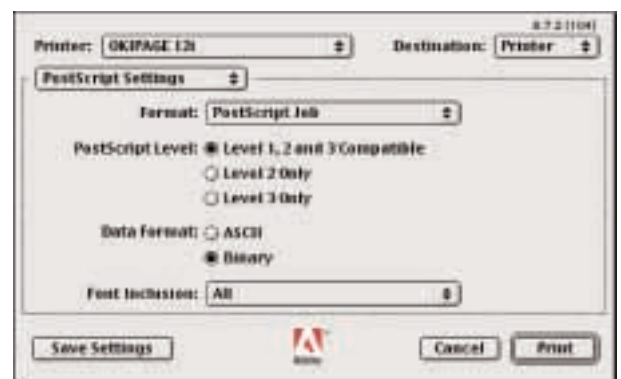 8.7.2 (104)
Printer: OKIPAGE 12i Destination: Printer
PostScript Settings
Format: PostScript Job
PostScript Level: Level 1, 2 and 3 Compatible
Level 2 Only
Level 3 Only
Data Format: ASCII
Binary
Font Inclusion: All
Save Settings Adobe Cancel Print